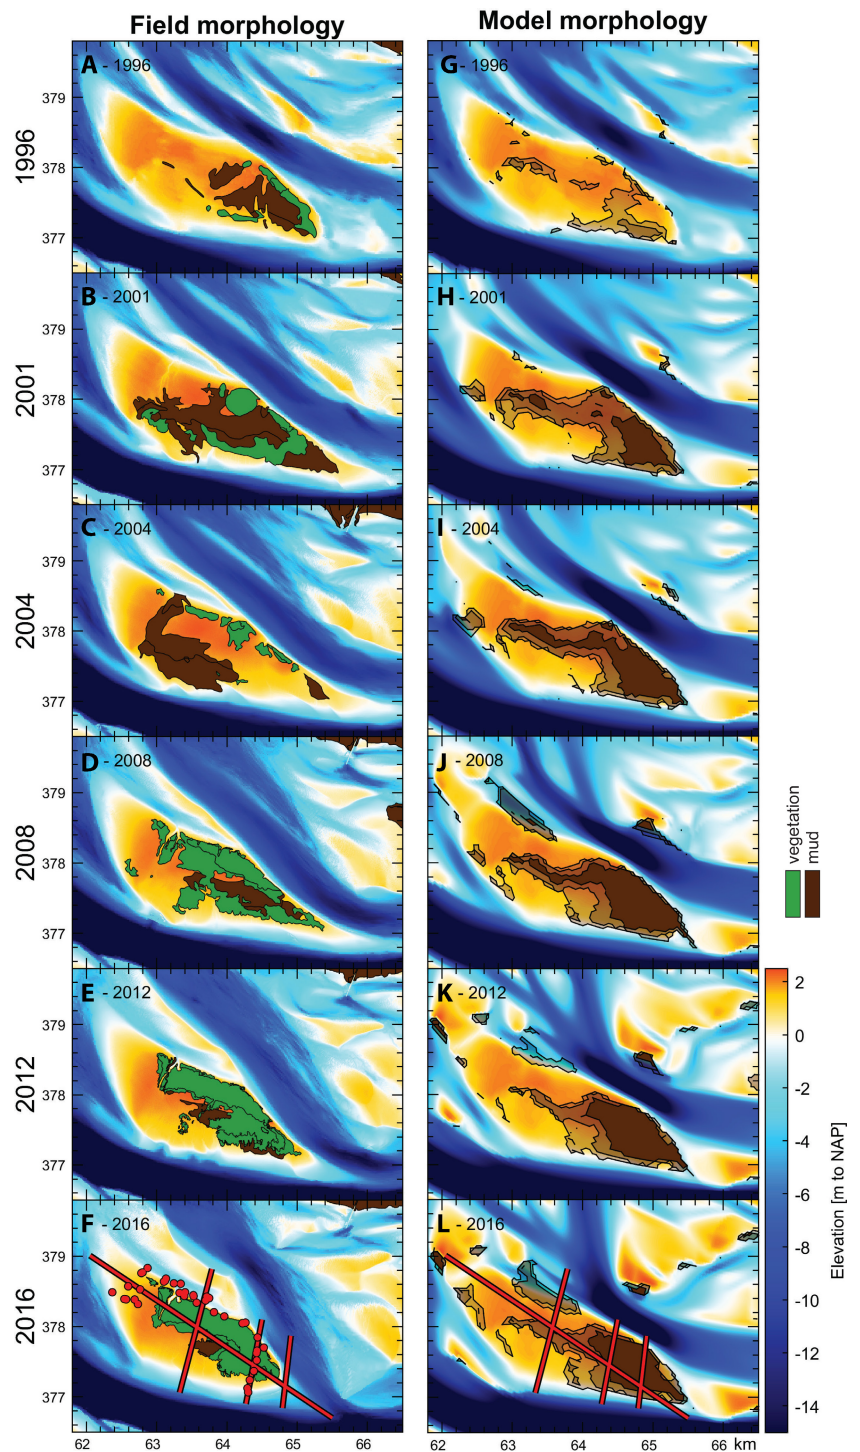 Field morphology
Model morphology
1996
A - 1996
379
378
377
G - 1996
2001
B - 2001
379
378
377
H - 2001
2004
C - 2004
379
378
377
I - 2004
2008
D - 2008
379
378
377
J - 2008
vegetation
mud
2012
E - 2012
379
378
377
K - 2012
2016
F - 2016
379
378
377
L - 2016
62 63 64 65 66
62 63 64 65 66 km
2
0
-2
-4
-6
-8
-10
-12
-14
Elevation [m to NAP]